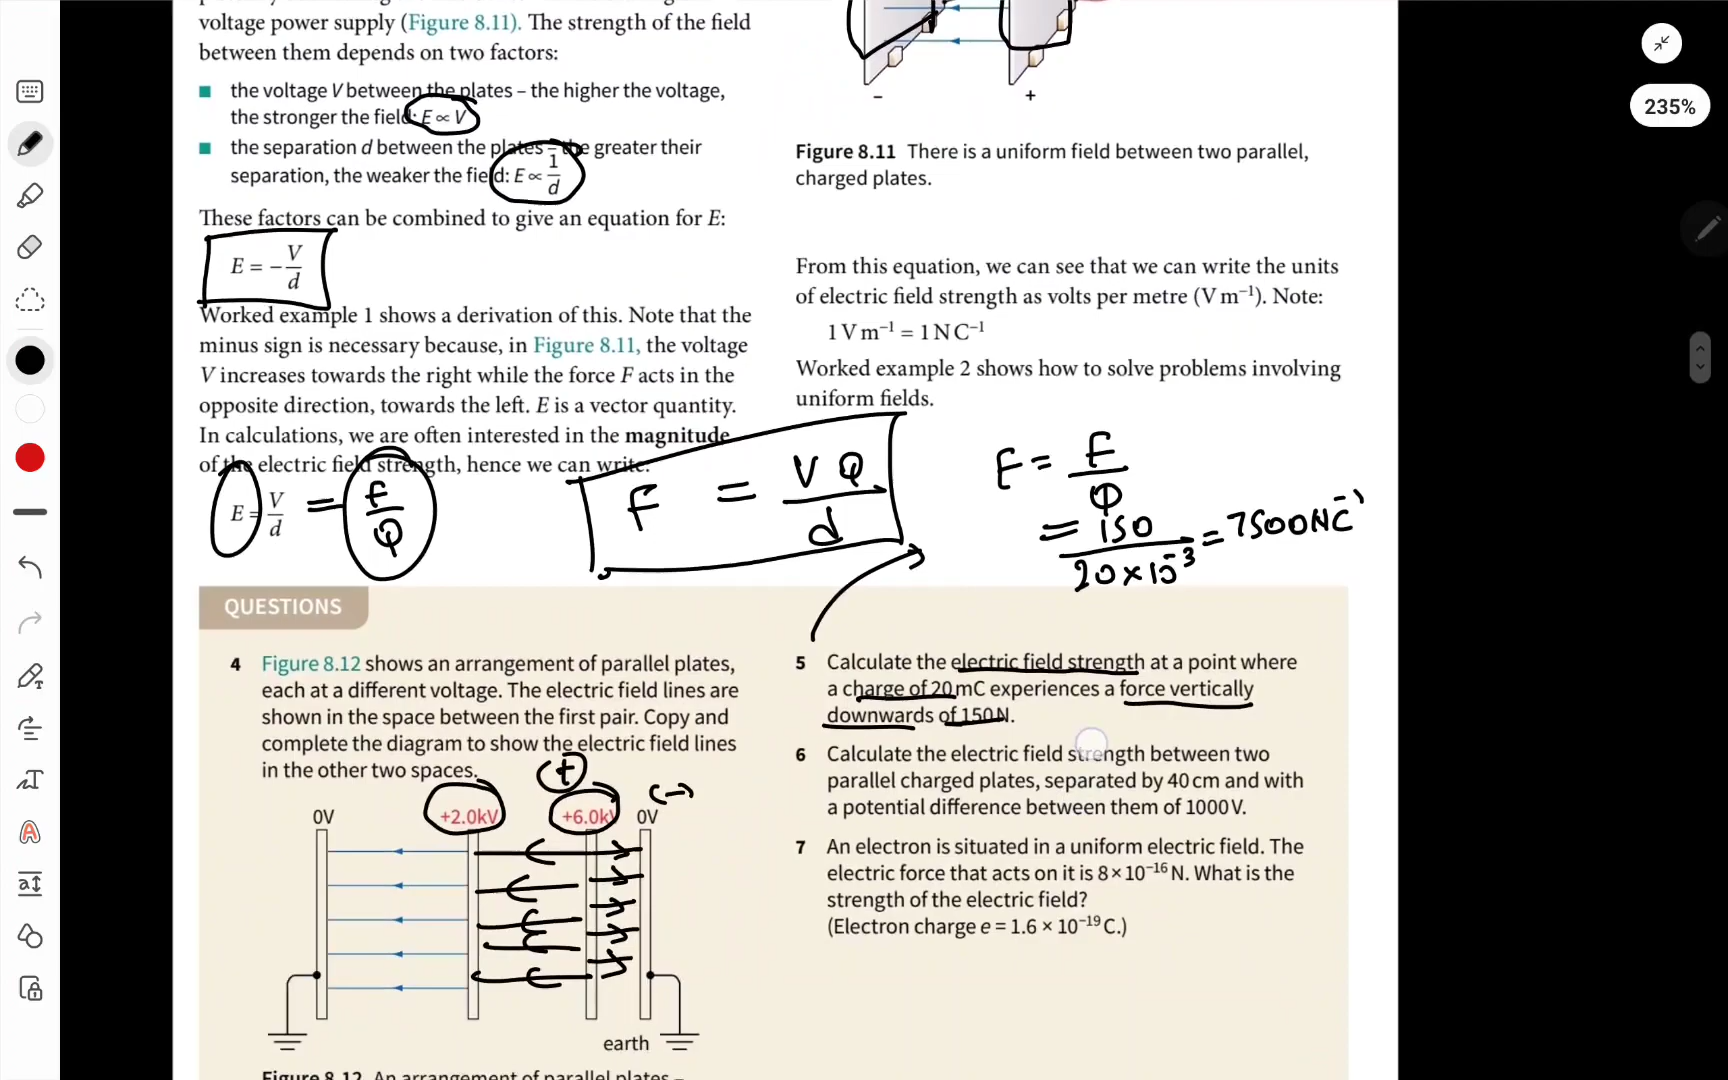 voltage power supply (Figure 8.11). The strength of the field
between them depends on two factors:
■ the voltage V between the plates – the higher the voltage,
the stronger the field: E ∝ V
■ the separation d between the plates – the greater their
separation, the weaker the field: E ∝ 1/d
These factors can be combined to give an equation for E:
E = −V/d
Worked example 1 shows a derivation of this. Note that the
minus sign is necessary because, in Figure 8.11, the voltage
V increases towards the right while the force F acts in the
opposite direction, towards the left. E is a vector quantity.
In calculations, we are often interested in the magnitude
of the electric field strength, hence we can write:
E = V/d = F/Q
F = VQ/d
− +
Figure 8.11 There is a uniform field between two parallel,
charged plates.
From this equation, we can see that we can write the units
of electric field strength as volts per metre (V m⁻¹). Note:
1 V m⁻¹ = 1 N C⁻¹
Worked example 2 shows how to solve problems involving
uniform fields.
E = F/Q
= 150/20×10⁻³ = 7500NC⁻¹
QUESTIONS
4 Figure 8.12 shows an arrangement of parallel plates,
each at a different voltage. The electric field lines are
shown in the space between the first pair. Copy and
complete the diagram to show the electric field lines
in the other two spaces.
(+)
(−)
0V +2.0kV +6.0kV 0V
earth
Figure 8.12 An arrangement of parallel plates –
5 Calculate the electric field strength at a point where
a charge of 20 mC experiences a force vertically
downwards of 150 N.
6 Calculate the electric field strength between two
parallel charged plates, separated by 40 cm and with
a potential difference between them of 1000 V.
7 An electron is situated in a uniform electric field. The
electric force that acts on it is 8 × 10⁻¹⁶ N. What is the
strength of the electric field?
(Electron charge e = 1.6 × 10⁻¹⁹ C.)
235%